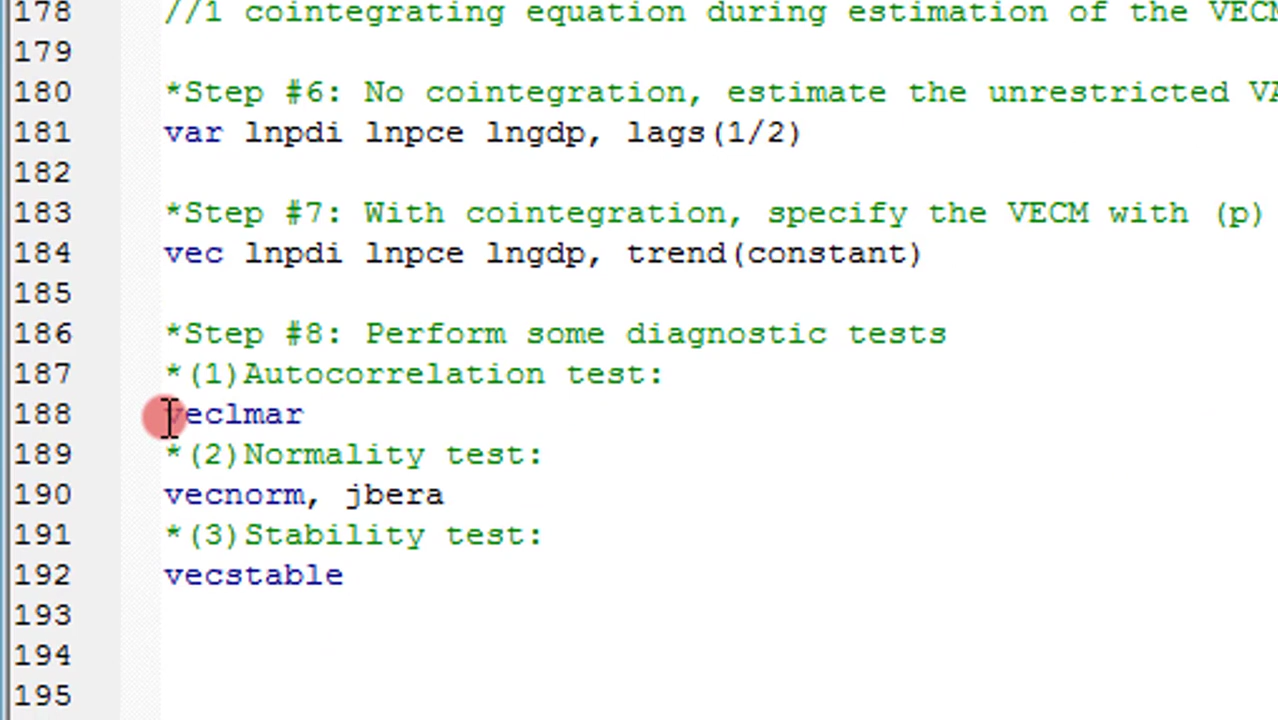 178 //1 cointegrating equation during estimation of the VECM
179
180 *Step #6: No cointegration, estimate the unrestricted VA
181 var lnpdi lnpce lngdp, lags(1/2)
182
183 *Step #7: With cointegration, specify the VECM with (p)
184 vec lnpdi lnpce lngdp, trend(constant)
185
186 *Step #8: Perform some diagnostic tests
187 *(1)Autocorrelation test:
188 veclmar
189 *(2)Normality test:
190 vecnorm, jbera
191 *(3)Stability test:
192 vecstable
193
194
195